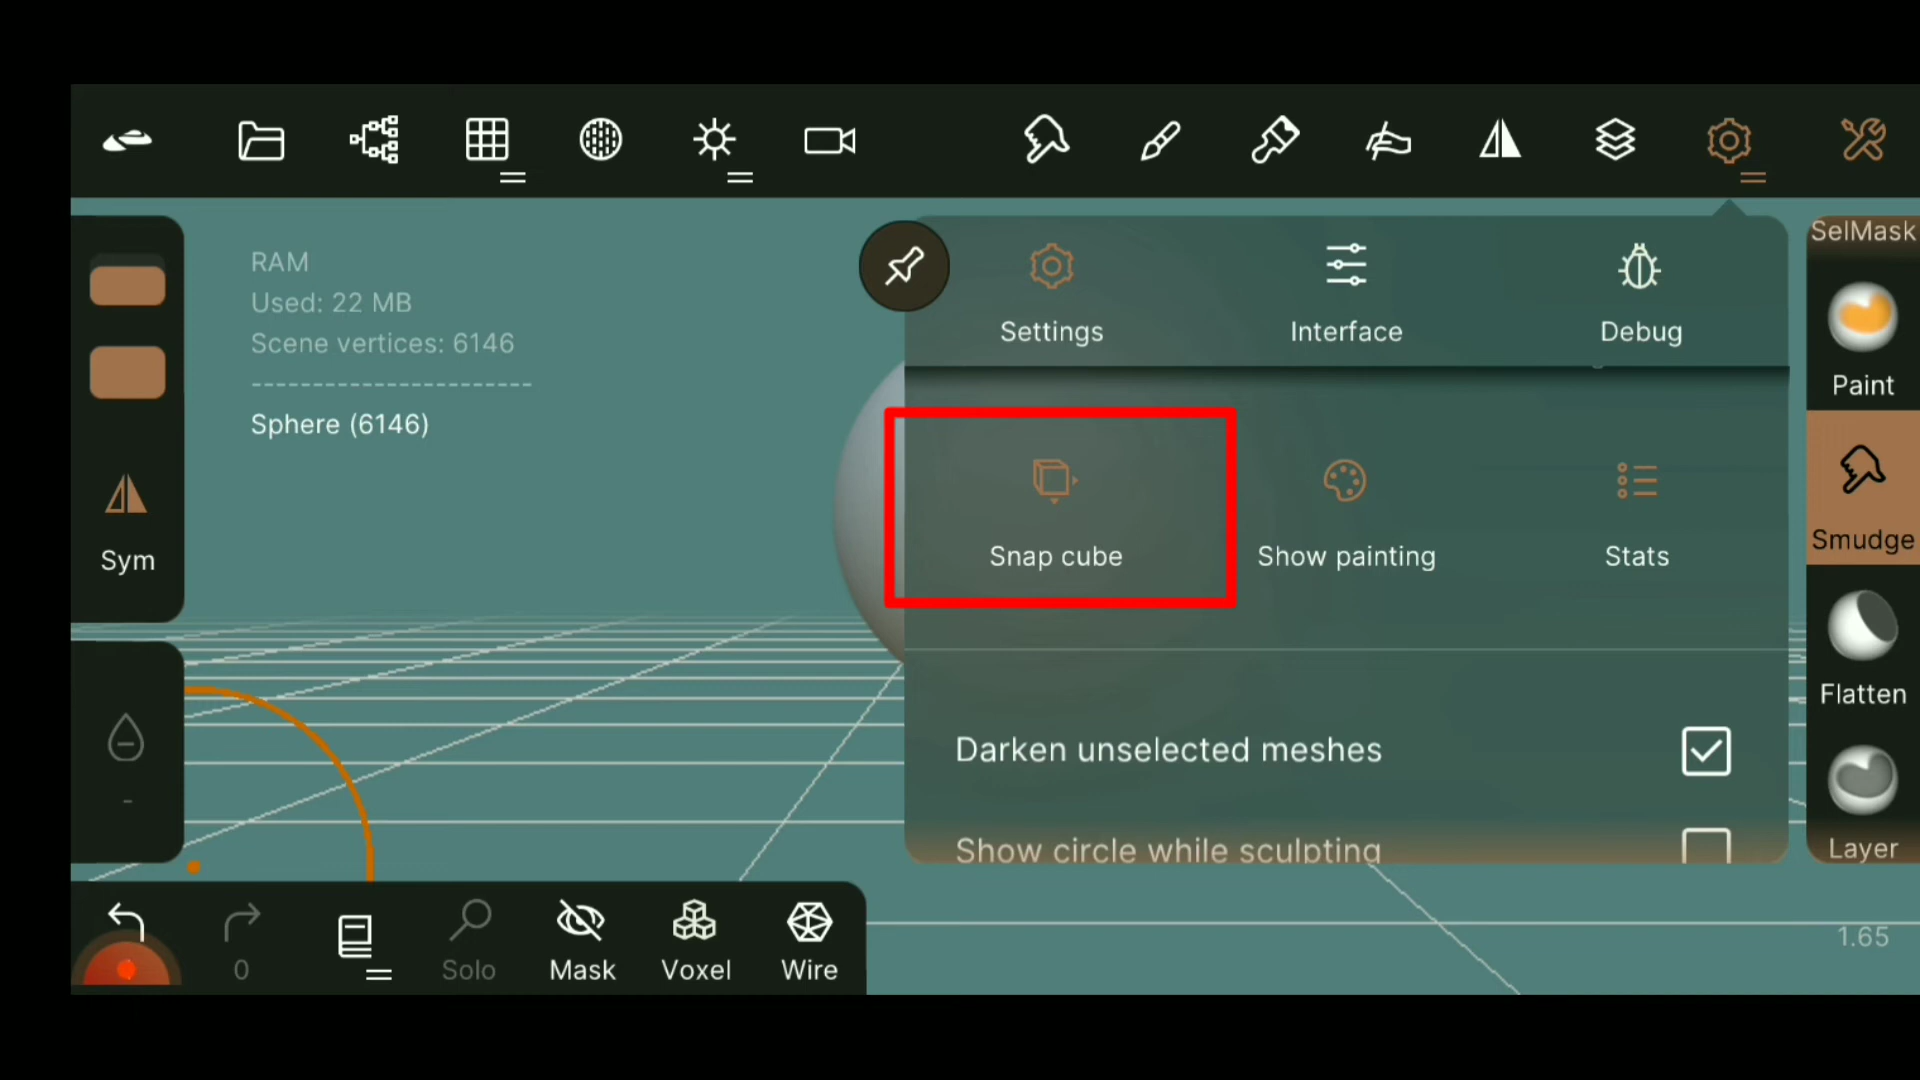 RAM
Used: 22 MB
Scene vertices: 6146
-----------------------
Sphere (6146)
Sym
-
Settings
Interface
Debug
Snap cube
Show painting
Stats
Darken unselected meshes
Show circle while sculpting
SelMask
Paint
Smudge
Flatten
Layer
0
Solo
Mask
Voxel
Wire
1.65